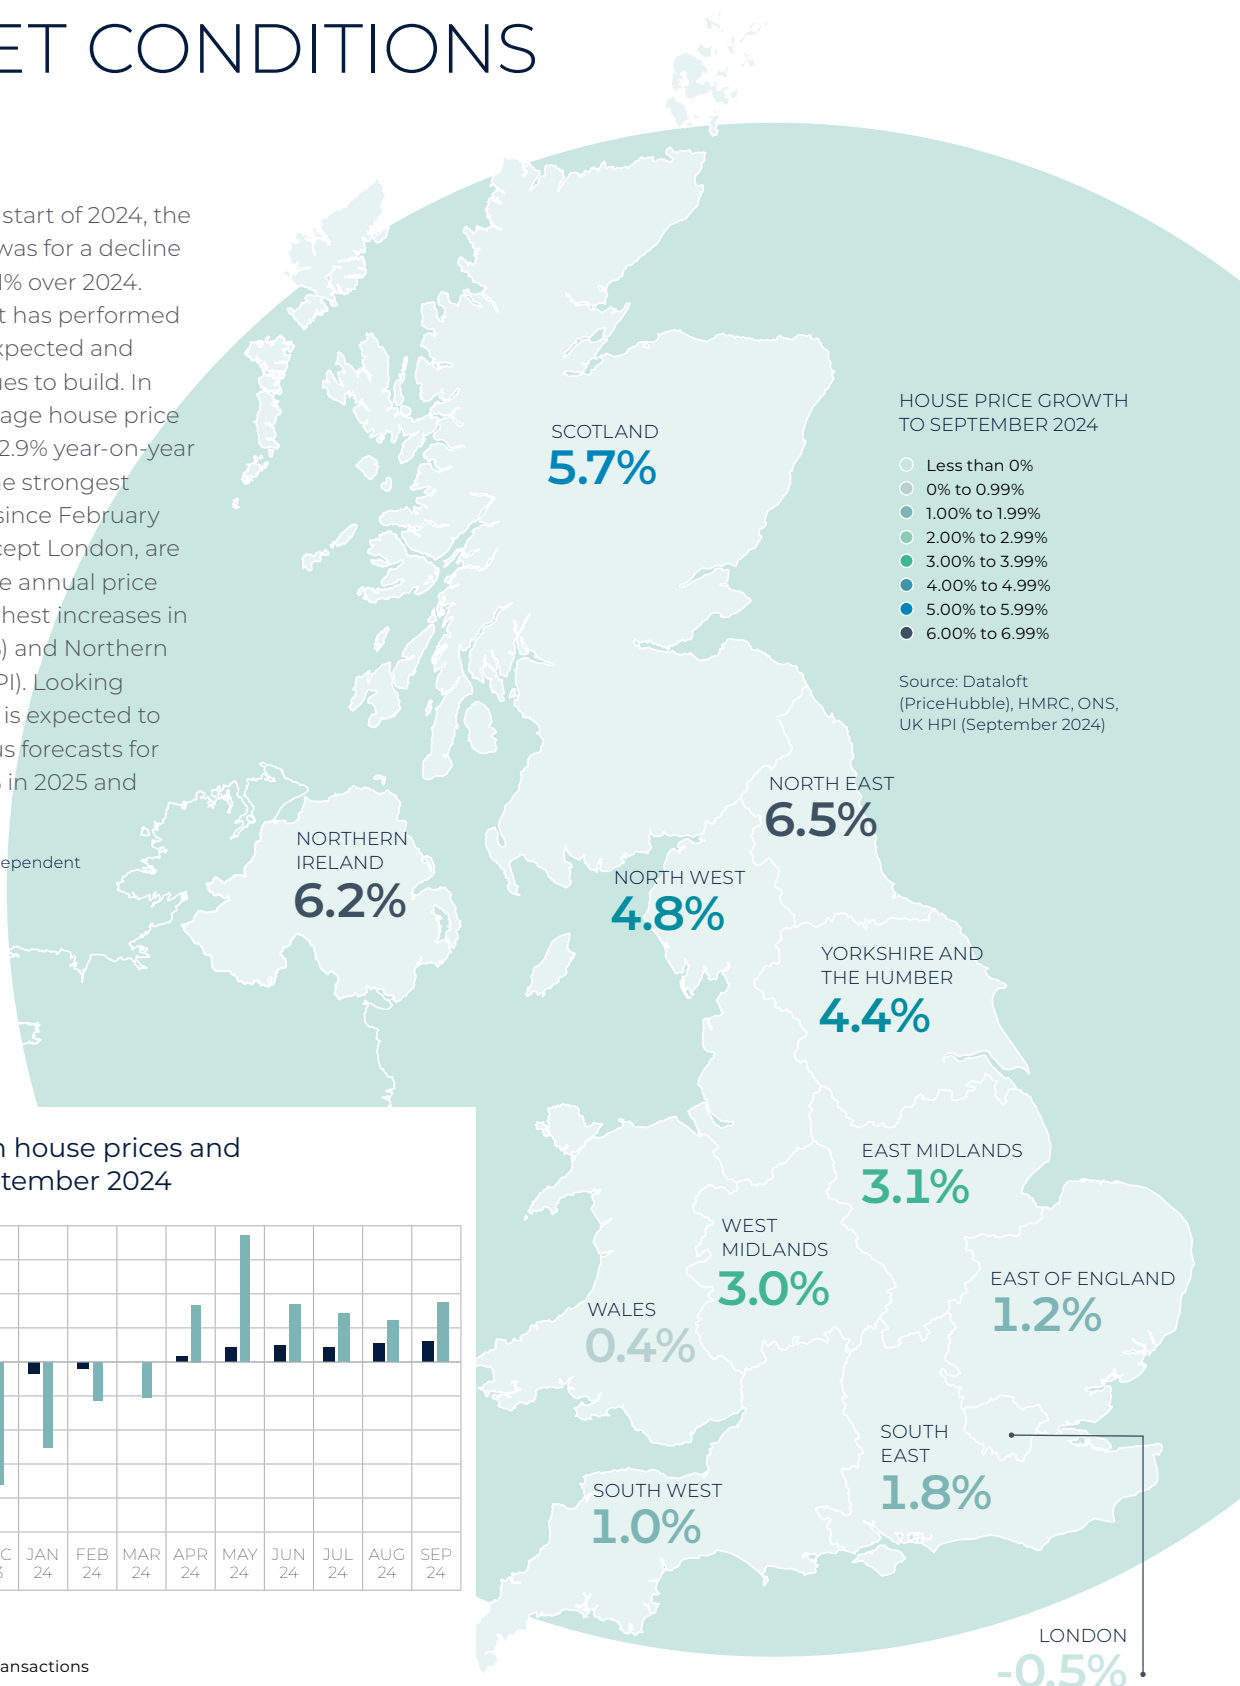 ET CONDITIONS
start of 2024, the
was for a decline
1% over 2024.
t has performed
xpected and
ues to build. In
age house price
2.9% year-on-year
he strongest
since February
cept London, are
e annual price
hest increases in
) and Northern
PI). Looking
is expected to
us forecasts for
in 2025 and
ependent
SCOTLAND
5.7%
HOUSE PRICE GROWTH
TO SEPTEMBER 2024
Less than 0%
0% to 0.99%
1.00% to 1.99%
2.00% to 2.99%
3.00% to 3.99%
4.00% to 4.99%
5.00% to 5.99%
6.00% to 6.99%
Source: Dataloft
(PriceHubble), HMRC, ONS,
UK HPI (September 2024)
NORTH EAST
6.5%
NORTHERN
IRELAND
6.2%
NORTH WEST
4.8%
YORKSHIRE AND
THE HUMBER
4.4%
EAST MIDLANDS
3.1%
WEST
MIDLANDS
3.0%
EAST OF ENGLAND
1.2%
WALES
0.4%
SOUTH
EAST
1.8%
SOUTH WEST
1.0%
LONDON
-0.5%
n house prices and
tember 2024
C JAN FEB MAR APR MAY JUN JUL AUG SEP
3 24 24 24 24 24 24 24 24 24
ansactions